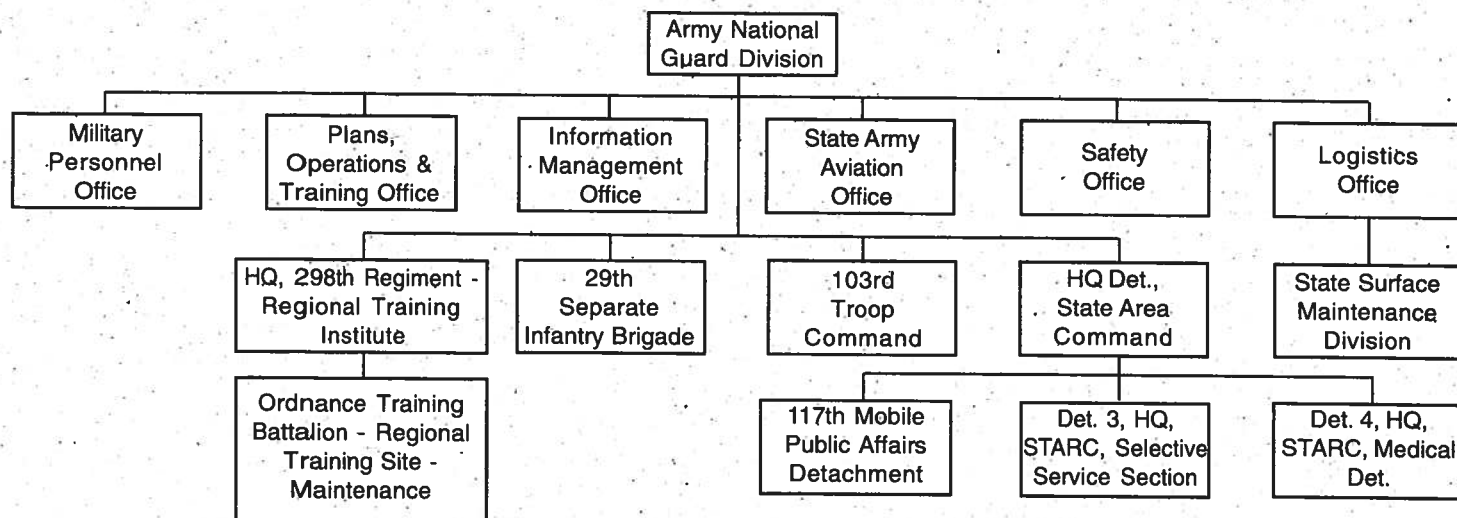 Army National
Guard Division
Military
Personnel
Office
Plans,
Operations &
Training Office
Information
Management
Office
State Army
Aviation
Office
Safety
Office
Logistics
Office
HQ, 298th Regiment -
Regional Training
Institute
29th
Separate
Infantry Brigade
103rd
Troop
Command
HQ Det.,
State Area
Command
State Surface
Maintenance
Division
Ordnance Training
Battalion - Regional
Training Site -
Maintenance
117th Mobile
Public Affairs
Detachment
Det. 3, HQ,
STARC, Selective
Service Section
Det. 4, HQ,
STARC, Medical
Det.